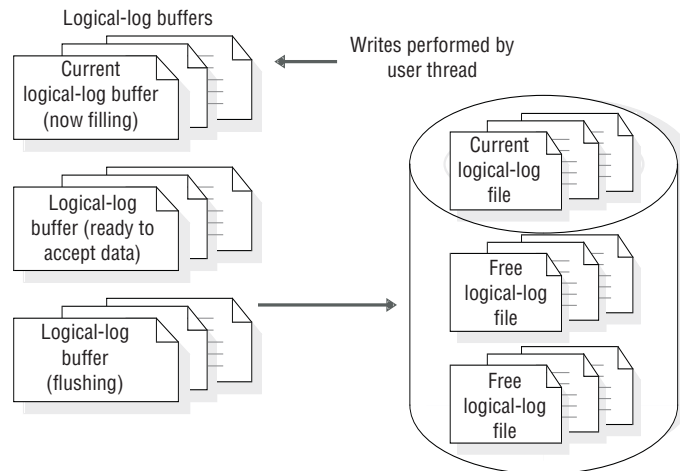 Logical-log buffers
Current
logical-log buffer
(now filling)
Writes performed by
user thread
Logical-log
buffer (ready to
accept data)
Logical-log
buffer
(flushing)
Current
logical-log
file
Free
logical-log
file
Free
logical-log
file